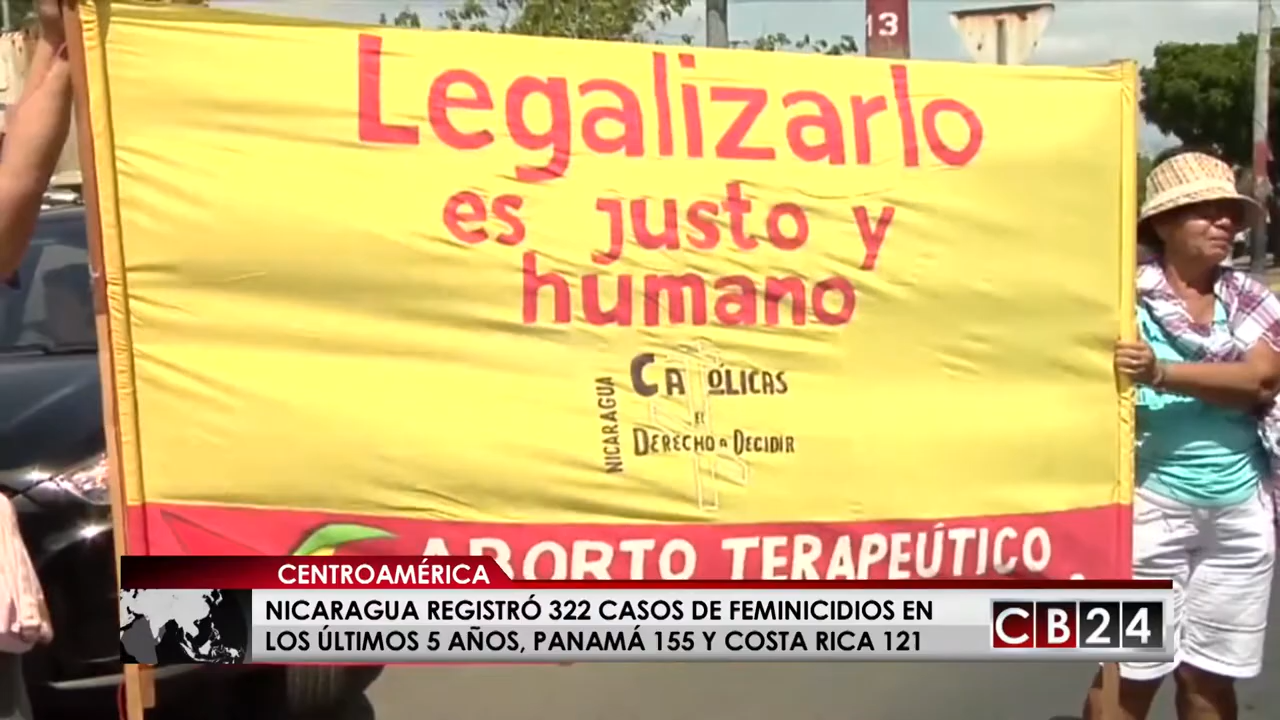 13
Legalizarlo
es justo y
humano
NICARAGUA
CATÓLICAS
DERECHO A DECIDIR
ABORTO TERAPEÚTICO
CENTROAMÉRICA
NICARAGUA REGISTRÓ 322 CASOS DE FEMINICIDIOS EN
LOS ÚLTIMOS 5 AÑOS, PANAMÁ 155 Y COSTA RICA 121
CB24